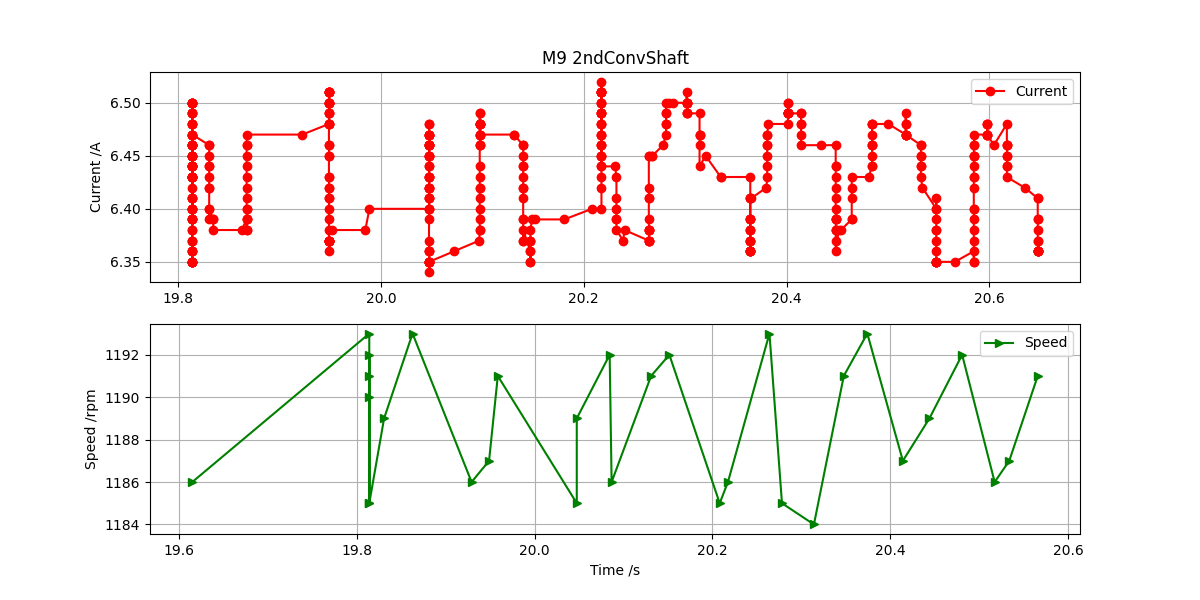 M9 2ndConvShaft
Current /A
6.50
6.45
6.40
6.35
Current
19.8 20.0 20.2 20.4 20.6
Speed /rpm
1192
1190
1188
1186
1184
Speed
19.6 19.8 20.0 20.2 20.4 20.6
Time /s